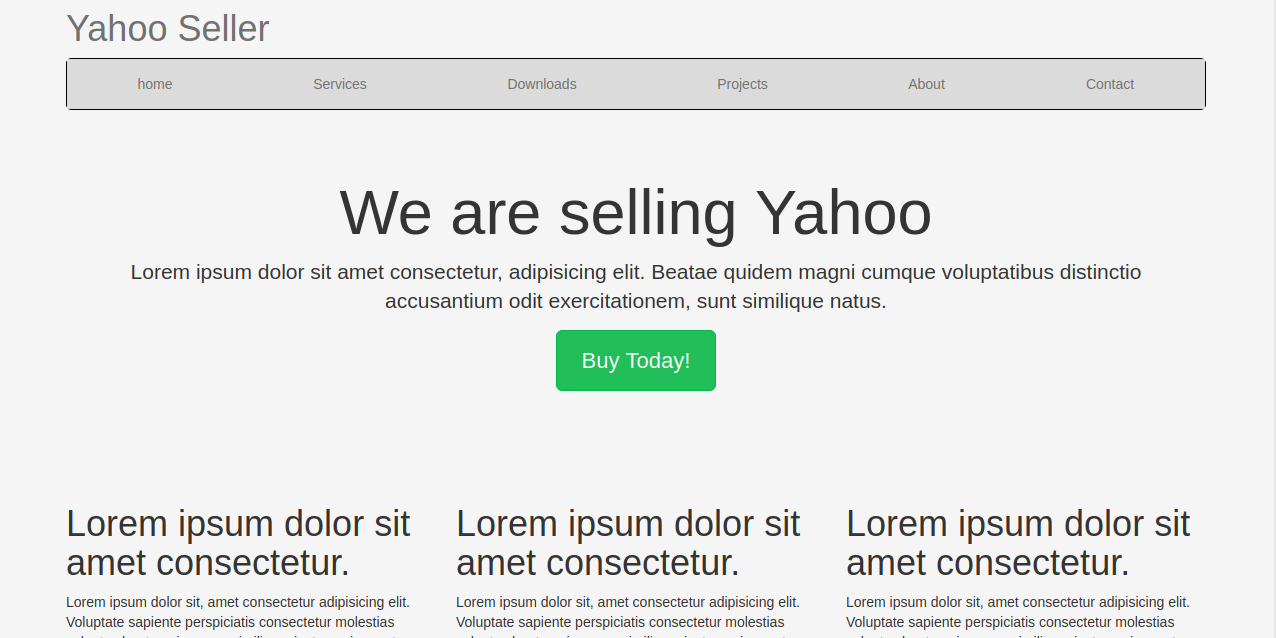 Yahoo Seller
home Services Downloads Projects About Contact
We are selling Yahoo
Lorem ipsum dolor sit amet consectetur, adipisicing elit. Beatae quidem magni cumque voluptatibus distinctio
accusantium odit exercitationem, sunt similique natus.
Buy Today!
Lorem ipsum dolor sit
amet consectetur.
Lorem ipsum dolor sit, amet consectetur adipisicing elit.
Voluptate sapiente perspiciatis consectetur molestias
Lorem ipsum dolor sit
amet consectetur.
Lorem ipsum dolor sit, amet consectetur adipisicing elit.
Voluptate sapiente perspiciatis consectetur molestias
Lorem ipsum dolor sit
amet consectetur.
Lorem ipsum dolor sit, amet consectetur adipisicing elit.
Voluptate sapiente perspiciatis consectetur molestias